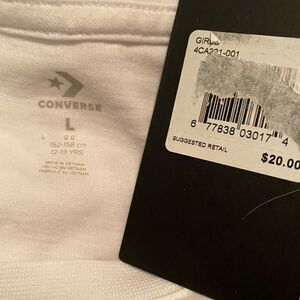 CONVERSE
L
L gg
152-158 cm
12-13 YRS
MADE IN VIETNAM
HECHO EN VIETNAM
FABRIQUÉ AU VIETNAM
4CA221-001
6 77838 03017 4
SUGGESTED RETAIL
$20.00